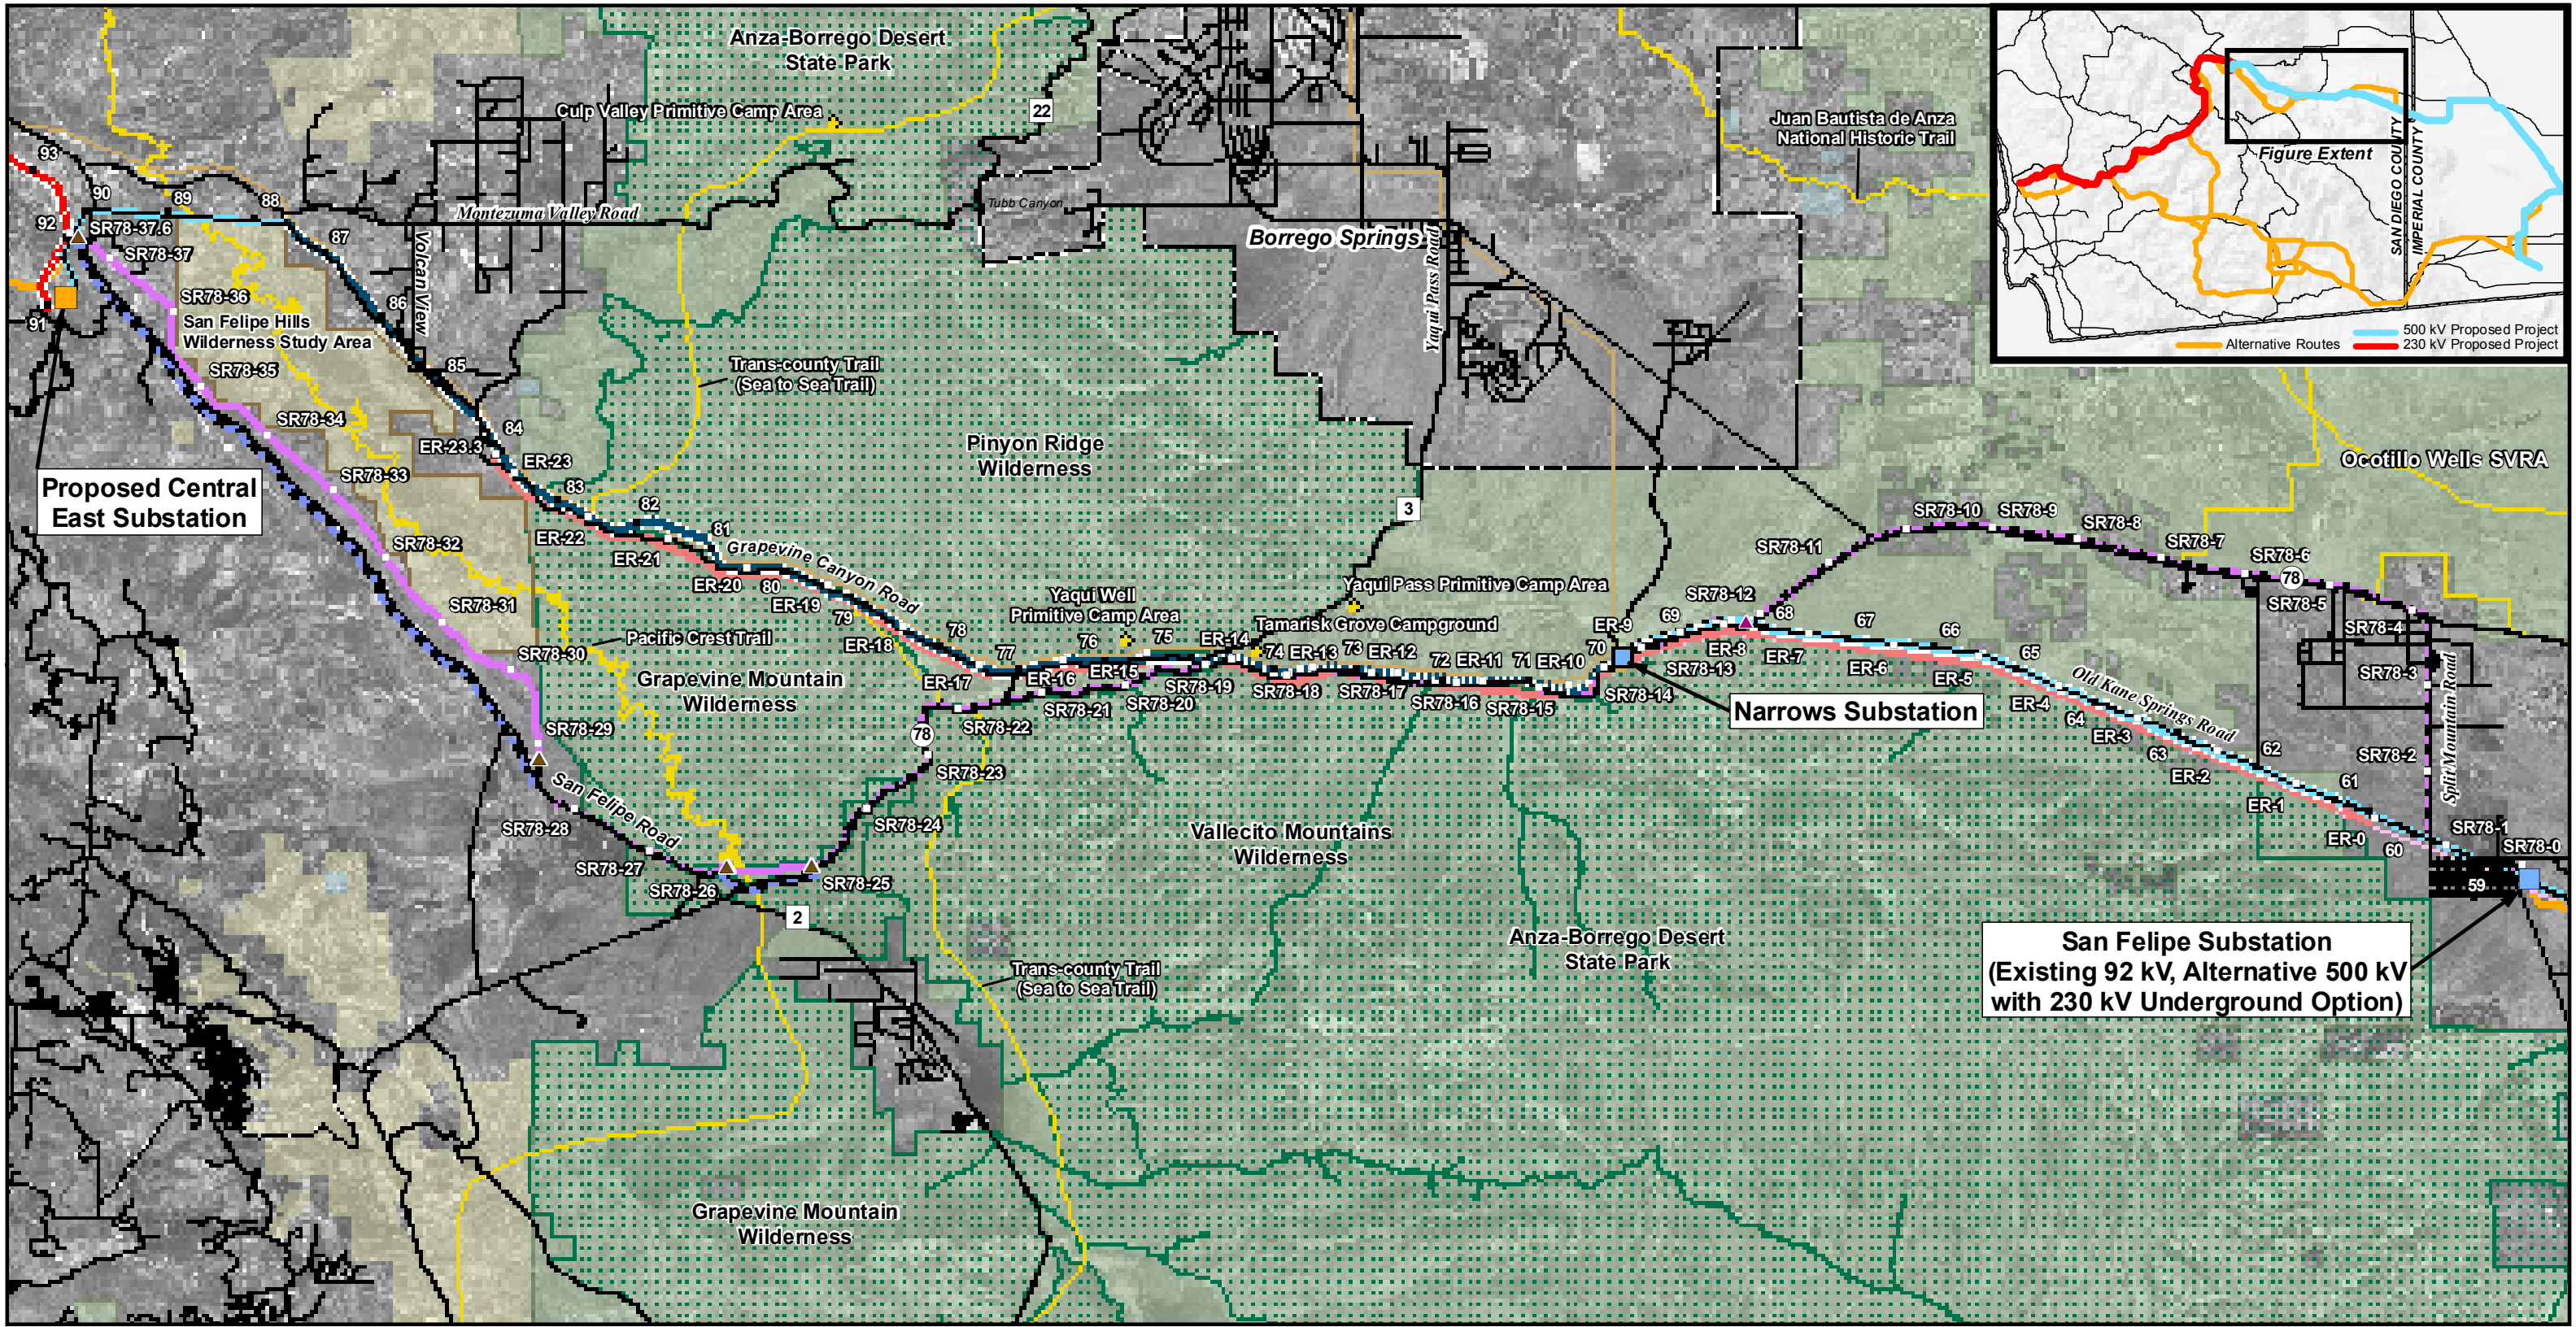 Anza-Borrego Desert
State Park
Culp Valley Primitive Camp Area
22
Juan Bautista de Anza
National Historic Trail
SAN DIEGO COUNTY
IMPERIAL COUNTY
Figure Extent
500 kV Proposed Project
Alternative Routes
230 kV Proposed Project
93
90
89
88
92
SR78-37.6
SR78-37
87
Montezuma Valley Road
Volcan View
Tubb Canyon
Borrego Springs
Yaqui Pass Road
91
SR78-36
San Felipe Hills
Wilderness Study Area
86
85
SR78-35
Trans-county Trail
(Sea to Sea Trail)
SR78-34
84
ER-23.3
ER-23
Pinyon Ridge
Wilderness
Ocotillo Wells SVRA
Proposed Central
East Substation
SR78-33
83
82
81
3
ER-22
ER-21
ER-20
Grapevine Canyon Road
80
ER-19
79
ER-18
78
77
ER-17
SR78-32
SR78-31
SR78-30
Pacific Crest Trail
Yaqui Well
Primitive Camp Area
76
75
ER-14
ER-16
ER-15
SR78-19
SR78-20
SR78-21
SR78-22
Yaqui Pass Primitive Camp Area
Tamarisk Grove Campground
74
ER-13
73
ER-12
72
ER-11
71
ER-10
70
ER-9
69
SR78-18
SR78-17
SR78-16
SR78-15
SR78-14
SR78-13
SR78-12
SR78-11
SR78-10
SR78-9
SR78-8
SR78-7
SR78-6
78
SR78-5
SR78-4
SR78-3
SR78-2
Split Mountain Road
68
67
66
65
ER-8
ER-7
ER-6
ER-5
ER-4
64
ER-3
63
ER-2
62
61
ER-1
ER-0
60
Old Kane Springs Road
SR78-1
SR78-0
59
Narrows Substation
Grapevine Mountain
Wilderness
SR78-29
78
SR78-23
San Felipe Road
SR78-28
SR78-24
SR78-27
SR78-26
SR78-25
2
Vallecito Mountains
Wilderness
Anza-Borrego Desert
State Park
Trans-county Trail
(Sea to Sea Trail)
San Felipe Substation
(Existing 92 kV, Alternative 500 kV
with 230 kV Underground Option)
Grapevine Mountain
Wilderness